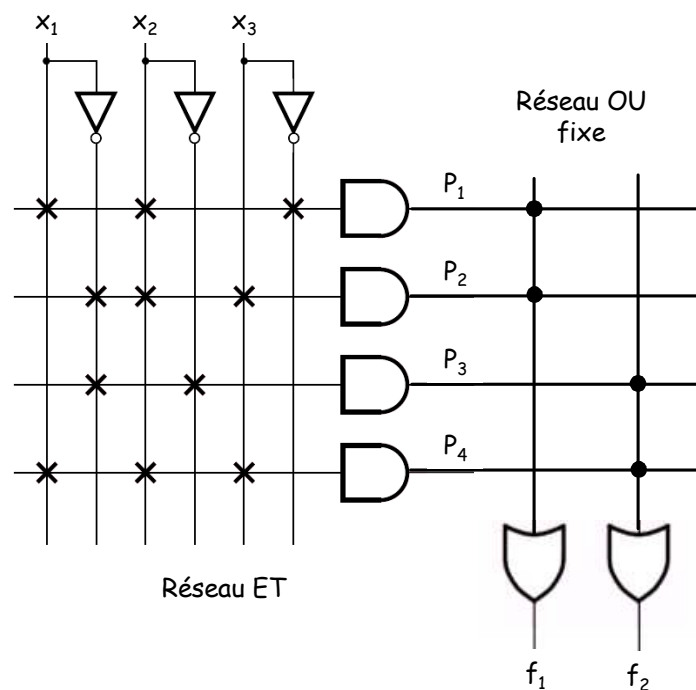 x1 x2 x3
Réseau OU
fixe
P1
P2
P3
P4
Réseau ET
f1 f2